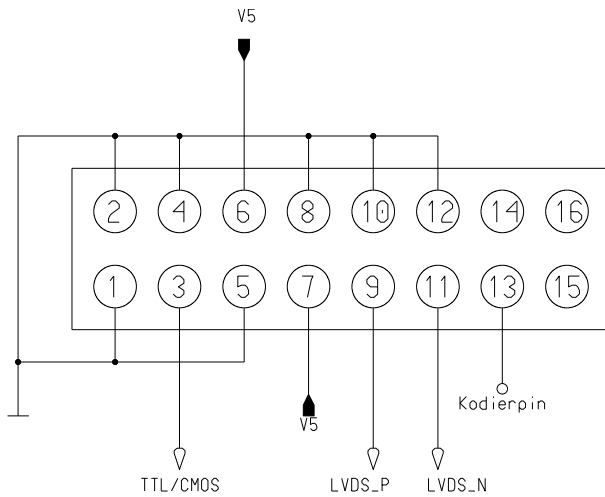 V5
2 4 6 8 10 12 14 16
1 3 5 7 9 11 13 15
Kodierpin
V5
TTL/CMOS LVDS_P LVDS_N